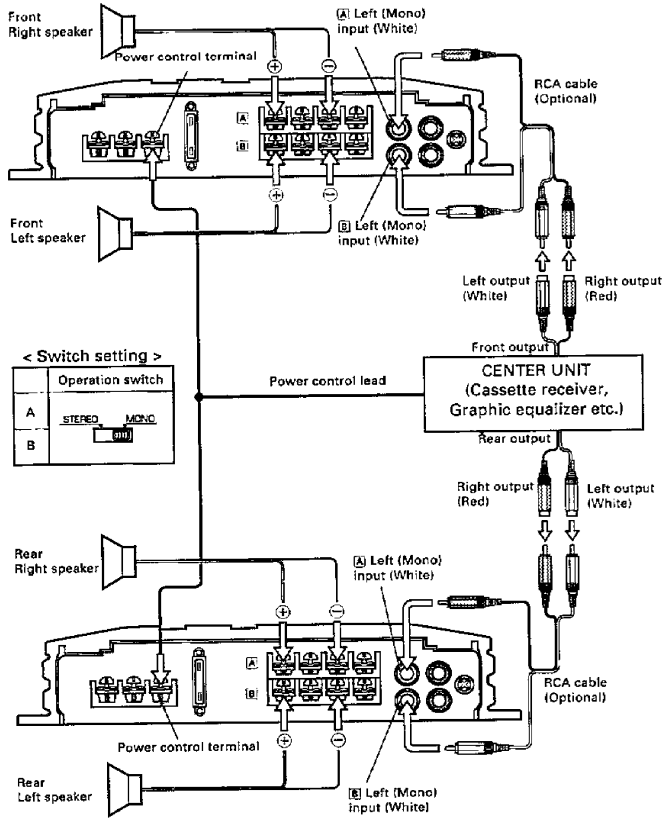 Front
Right speaker
Power control terminal
A Left (Mono)
input (White)
RCA cable
(Optional)
+
−
A
B
+
−
Front
Left speaker
B Left (Mono)
input (White)
Left output
(White)
Right output
(Red)
Front output
CENTER UNIT
(Cassette receiver,
Graphic equalizer etc.)
Rear output
Power control lead
< Switch setting >
Operation switch
A
B
STEREO
MONO
Right output
(Red)
Left output
(White)
Rear
Right speaker
A Left (Mono)
input (White)
+
−
A
B
RCA cable
(Optional)
Power control terminal
+
−
Rear
Left speaker
B Left (Mono)
input (White)